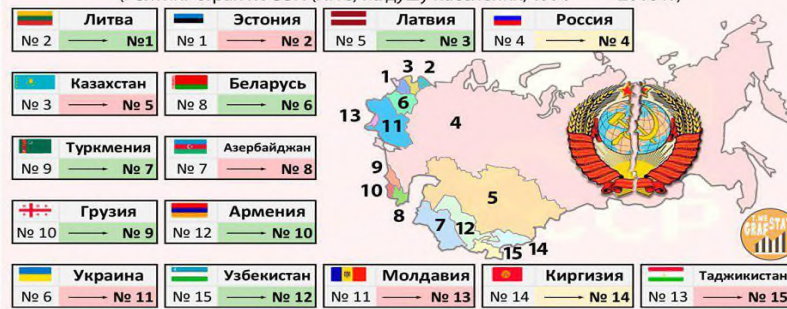 Литва
№ 2 → №1
Эстония
№ 1 → № 2
Латвия
№ 5 → № 3
Россия
№ 4 → № 4
Казахстан
№ 3 → № 5
Беларусь
№ 8 → № 6
Туркмения
№ 9 → № 7
Азербайджан
№ 7 → № 8
Грузия
№ 10 → № 9
Армения
№ 12 → № 10
Украина
№ 6 → № 11
Узбекистан
№ 15 → № 12
Молдавия
№ 11 → № 13
Киргизия
№ 14 → № 14
Таджикистан
№ 13 → № 15
1
3
2
6
13
11
4
9
10
8
5
7
12
15
14
GRAFSTAT